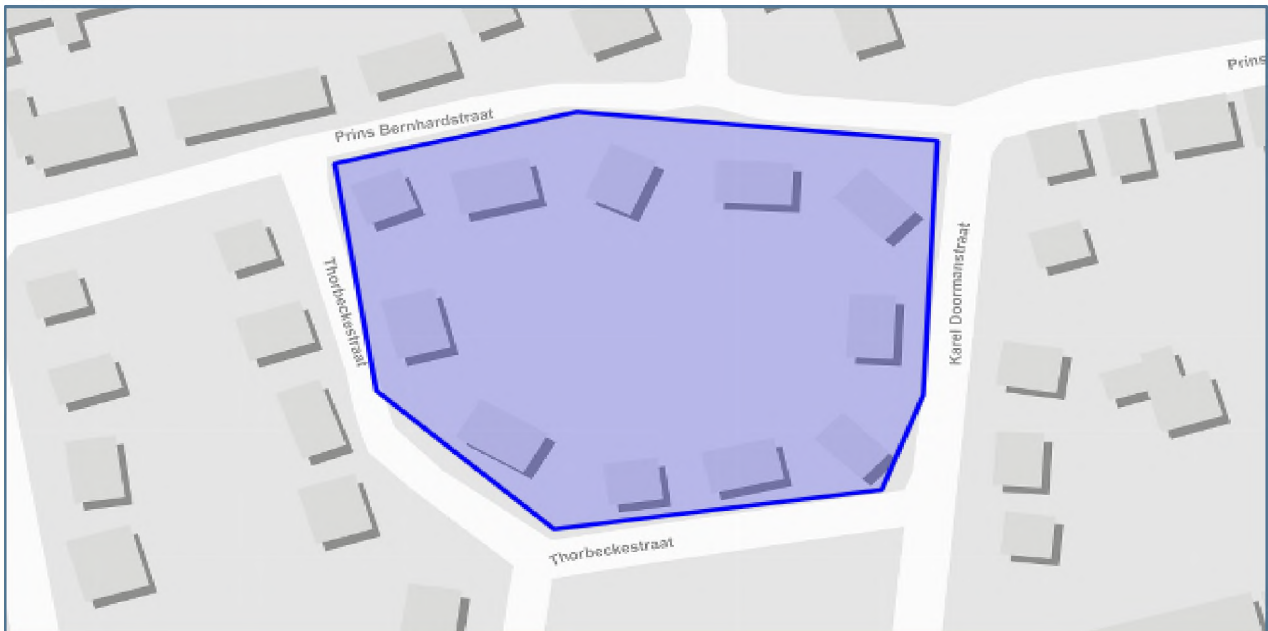 Prins
Prins Bernhardstraat
Thorbeckestraat
Karel Doormanstraat
Thorbeckestraat